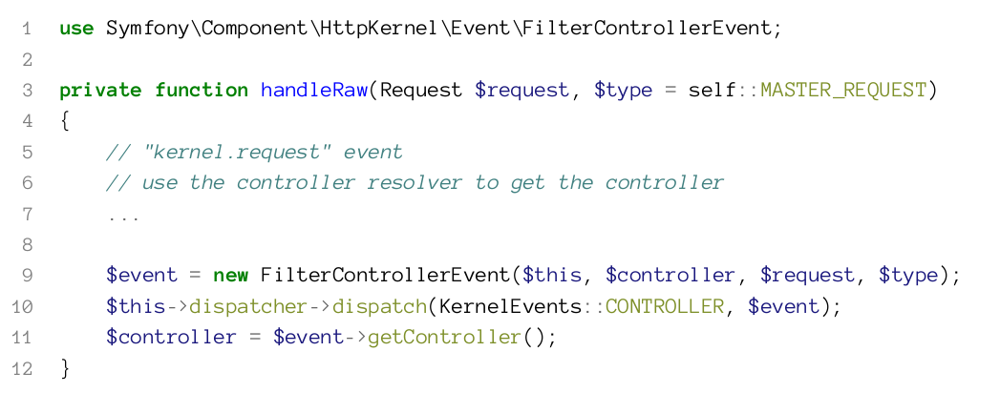 1 use Symfony\Component\HttpKernel\Event\FilterControllerEvent;
2
3 private function handleRaw(Request $request, $type = self::MASTER_REQUEST)
4 {
5     // "kernel.request" event
6     // use the controller resolver to get the controller
7     ...
8
9     $event = new FilterControllerEvent($this, $controller, $request, $type);
10     $this->dispatcher->dispatch(KernelEvents::CONTROLLER, $event);
11     $controller = $event->getController();
12 }